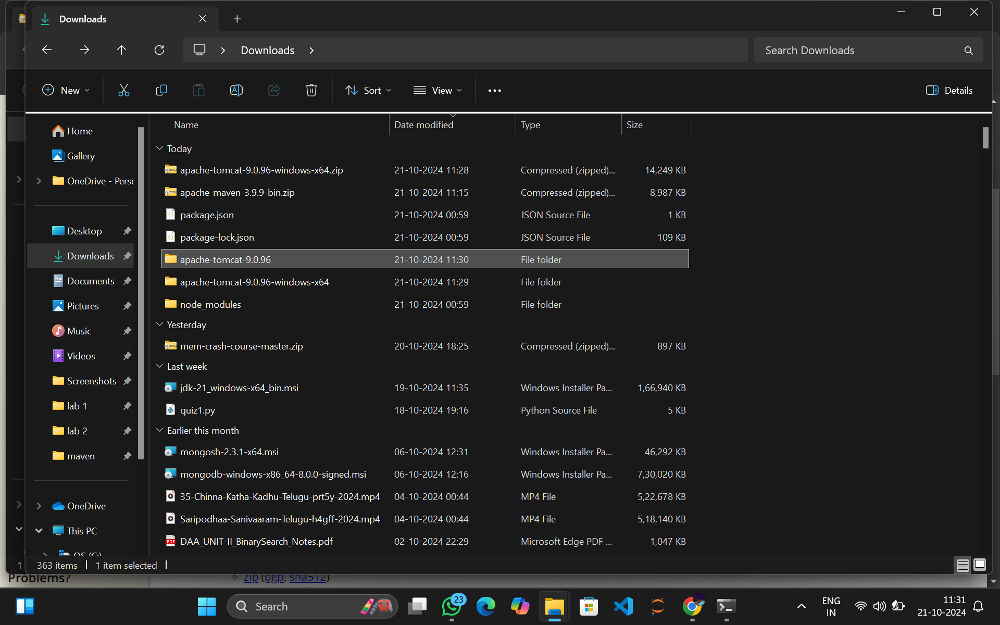 Downloads
Downloads
Search Downloads
New
Sort
View
Details
Name Date modified Type Size
Home
Gallery
OneDrive - Perso
Desktop
Downloads
Documents
Pictures
Music
Videos
Screenshots
lab 1
lab 2
maven
OneDrive
This PC
OS (C:)
Today
apache-tomcat-9.0.96-windows-x64.zip 21-10-2024 11:28 Compressed (zipped)... 14,249 KB
apache-maven-3.9.9-bin.zip 21-10-2024 11:15 Compressed (zipped)... 8,987 KB
package.json 21-10-2024 00:59 JSON Source File 1 KB
package-lock.json 21-10-2024 00:59 JSON Source File 109 KB
apache-tomcat-9.0.96 21-10-2024 11:30 File folder
apache-tomcat-9.0.96-windows-x64 21-10-2024 11:29 File folder
node_modules 21-10-2024 00:59 File folder
Yesterday
mern-crash-course-master.zip 20-10-2024 18:25 Compressed (zipped)... 897 KB
Last week
jdk-21_windows-x64_bin.msi 19-10-2024 11:35 Windows Installer Pa... 1,66,940 KB
quiz1.py 18-10-2024 19:16 Python Source File 5 KB
Earlier this month
mongosh-2.3.1-x64.msi 06-10-2024 12:31 Windows Installer Pa... 46,292 KB
mongodb-windows-x86_64-8.0.0-signed.msi 06-10-2024 12:16 Windows Installer Pa... 7,30,020 KB
35-Chinna-Katha-Kadhu-Telugu-prt5y-2024.mp4 04-10-2024 00:44 MP4 File 5,22,678 KB
Saripodhaa-Sanivaaram-Telugu-h4gff-2024.mp4 04-10-2024 00:44 MP4 File 5,18,140 KB
DAA_UNIT-II_BinarySearch_Notes.pdf 02-10-2024 22:29 Microsoft Edge PDF ... 1,047 KB
1 363 items 1 item selected
Problems? zip (pgp, sha512)
Search 23 ENG IN 11:31 21-10-2024